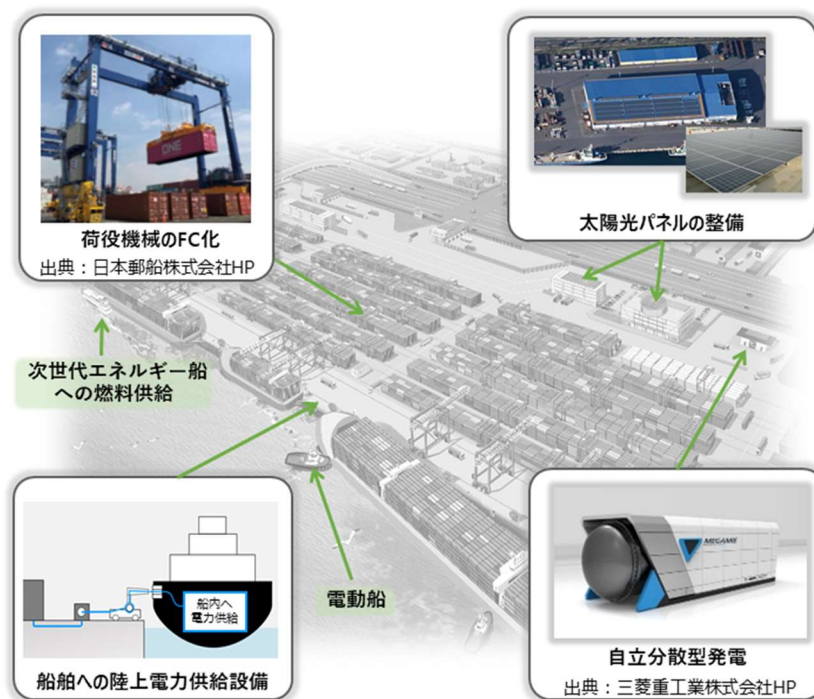 ONE
荷役機械のFC化
出典：日本郵船株式会社HP
太陽光パネルの整備
次世代エネルギー船
への燃料供給
船内へ
電力供給
船舶への陸上電力供給設備
電動船
MEGAMIE
自立分散型発電
出典：三菱重工業株式会社HP